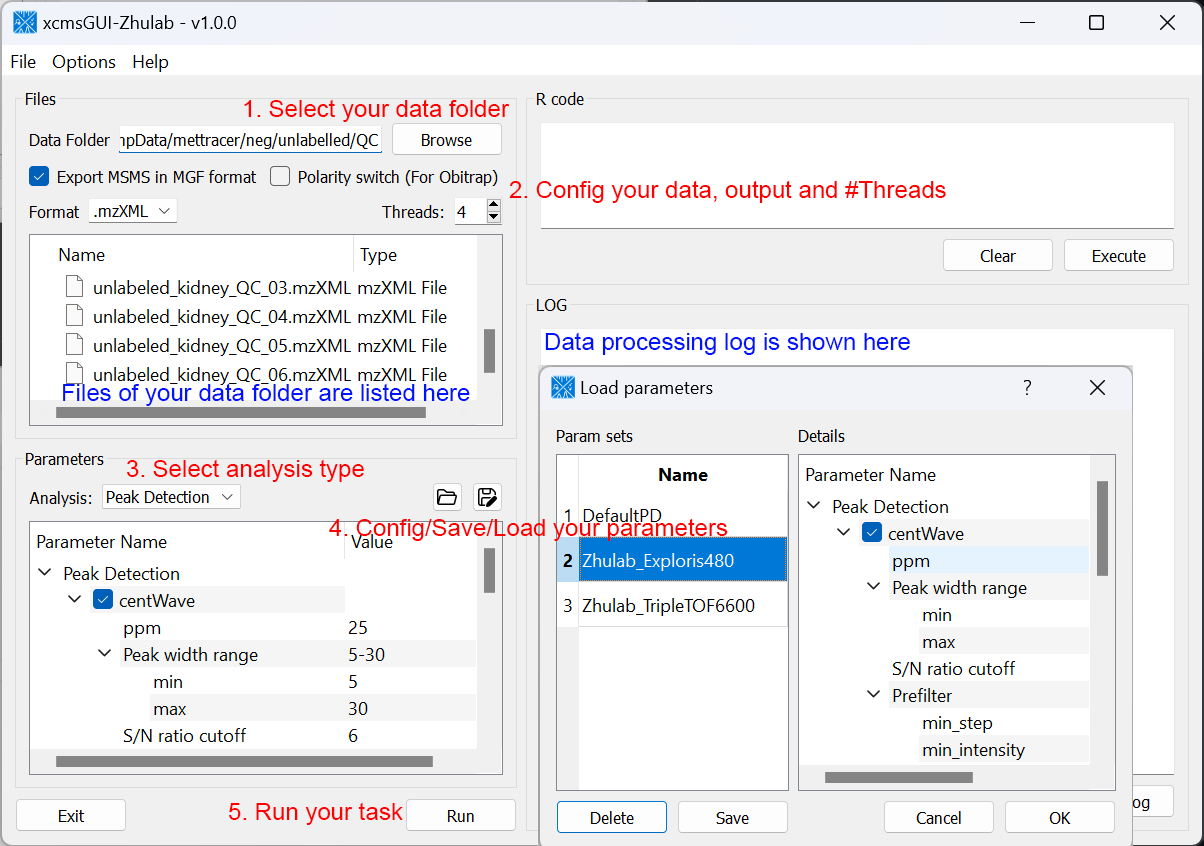 xcmsGUI-Zhulab - v1.0.0
File Options Help
Files
1. Select your data folder
Data Folder npData/mettracer/neg/unlabelled/QC Browse
Export MSMS in MGF format Polarity switch (For Obitrap)
Format .mzXML Threads: 4
Name Type
unlabeled_kidney_QC_03.mzXML mzXML File
unlabeled_kidney_QC_04.mzXML mzXML File
unlabeled_kidney_QC_05.mzXML mzXML File
unlabeled_kidney_QC_06.mzXML mzXML File
Files of your data folder are listed here
R code
2. Config your data, output and #Threads
Clear Execute
Parameters
3. Select analysis type
Analysis: Peak Detection
4. Config/Save/Load your parameters
Parameter Name Value
Peak Detection
centWave
ppm 25
Peak width range 5-30
min 5
max 30
S/N ratio cutoff 6
Exit 5. Run your task Run
LOG
Data processing log is shown here
Load parameters ?
Param sets
Name
1 DefaultPD
2 Zhulab_Exploris480
3 Zhulab_TripleTOF6600
Delete Save
Details
Parameter Name
Peak Detection
centWave
ppm
Peak width range
min
max
S/N ratio cutoff
Prefilter
min_step
min_intensity
Cancel OK
og